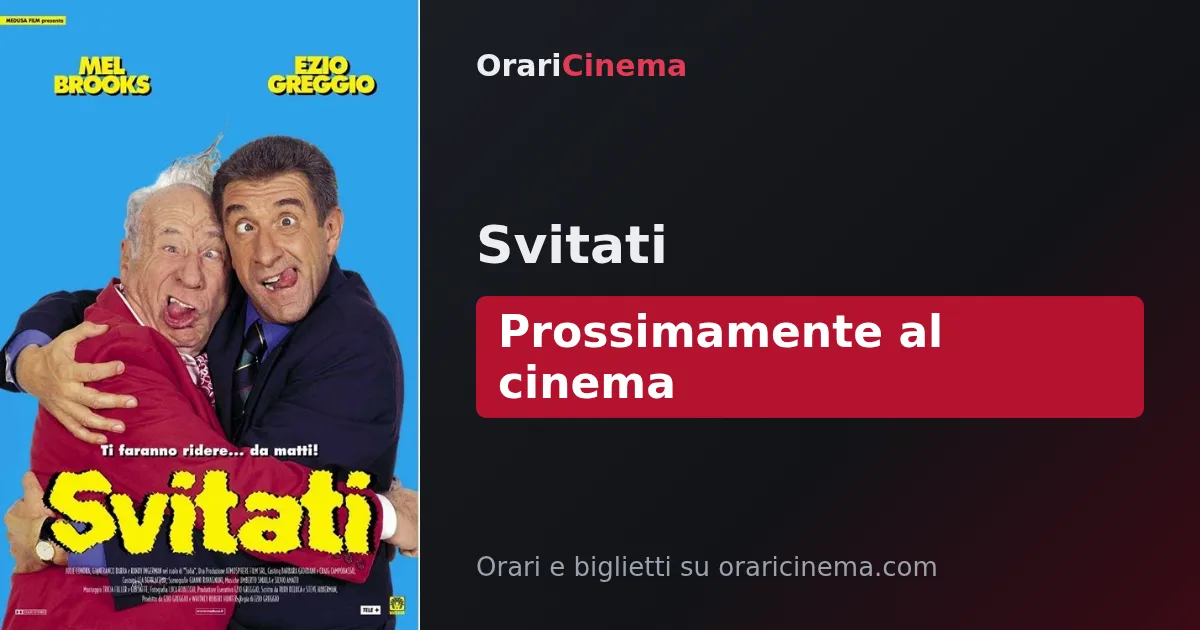 MEDUSA FILM presenta
MEL
BROOKS
EZIO
GREGGIO
Ti faranno ridere... da matti!
Svitati
TELE +
OrariCinema
Svitati
Prossimamente al
cinema
Orari e biglietti su oraricinema.com